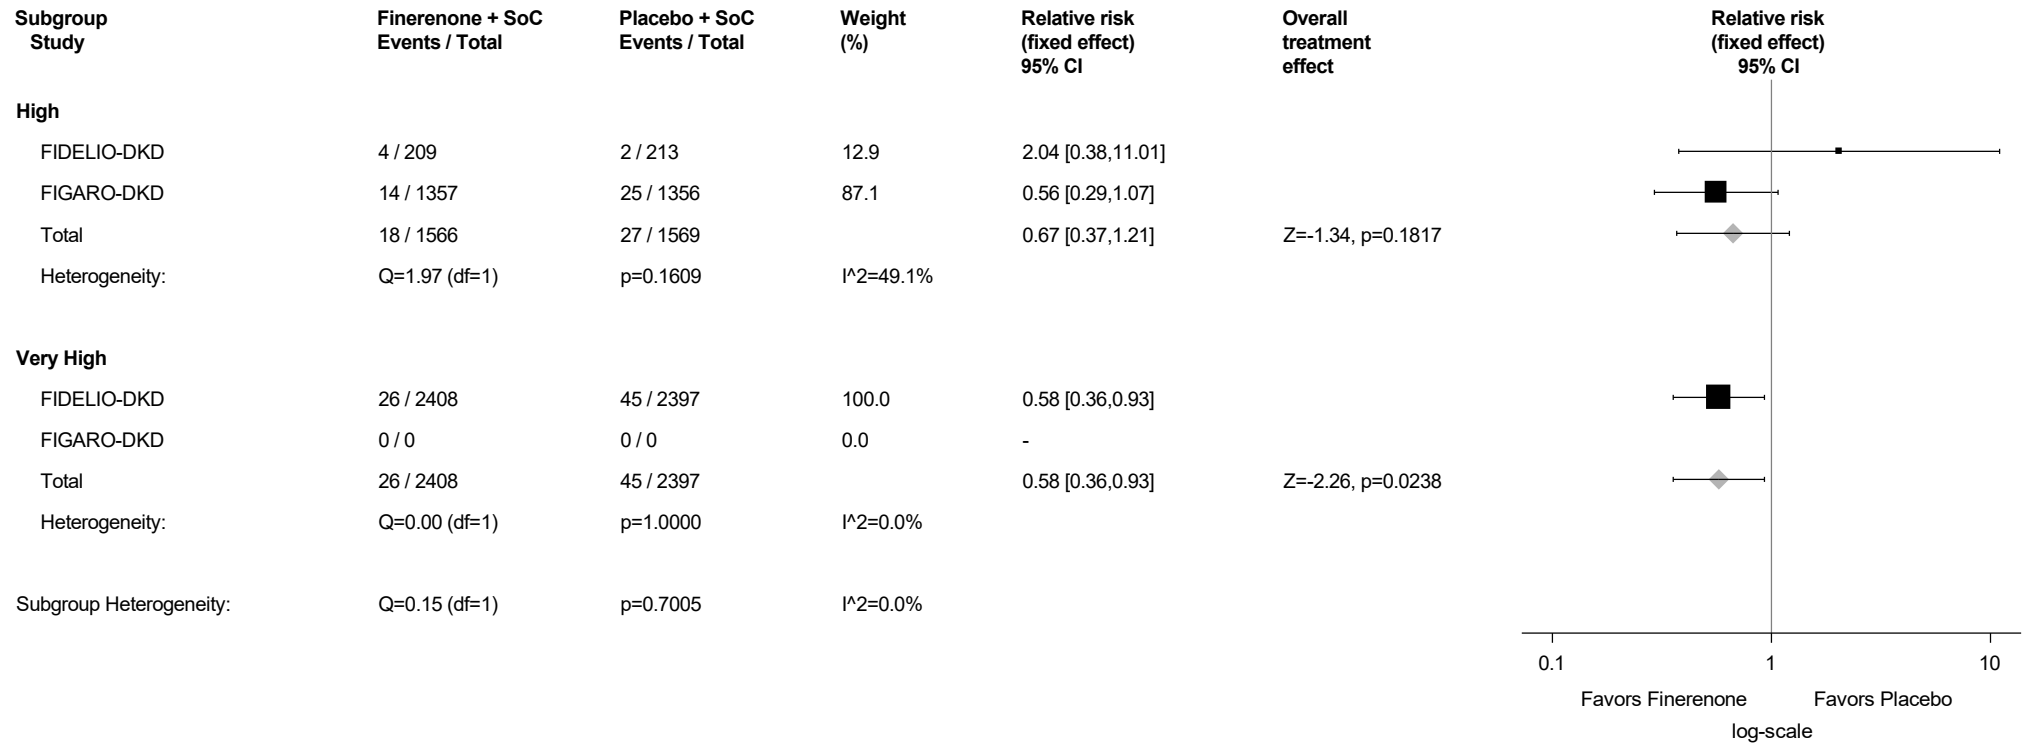 Subgroup Finerenone + SoC Placebo + SoC Weight Relative risk Overall Relative risk
Study Events / Total Events / Total (%) (fixed effect) treatment (fixed effect)
95% CI effect 95% CI
High
FIDELIO-DKD 4 / 209 2 / 213 12.9 2.04 [0.38,11.01]
FIGARO-DKD 14 / 1357 25 / 1356 87.1 0.56 [0.29,1.07]
Total 18 / 1566 27 / 1569 0.67 [0.37,1.21] Z=-1.34, p=0.1817
Heterogeneity: Q=1.97 (df=1) p=0.1609 I^2=49.1%
Very High
FIDELIO-DKD 26 / 2408 45 / 2397 100.0 0.58 [0.36,0.93]
FIGARO-DKD 0 / 0 0 / 0 0.0 -
Total 26 / 2408 45 / 2397 0.58 [0.36,0.93] Z=-2.26, p=0.0238
Heterogeneity: Q=0.00 (df=1) p=1.0000 I^2=0.0%
Subgroup Heterogeneity: Q=0.15 (df=1) p=0.7005 I^2=0.0%
0.1 1 10
Favors Finerenone Favors Placebo
log-scale